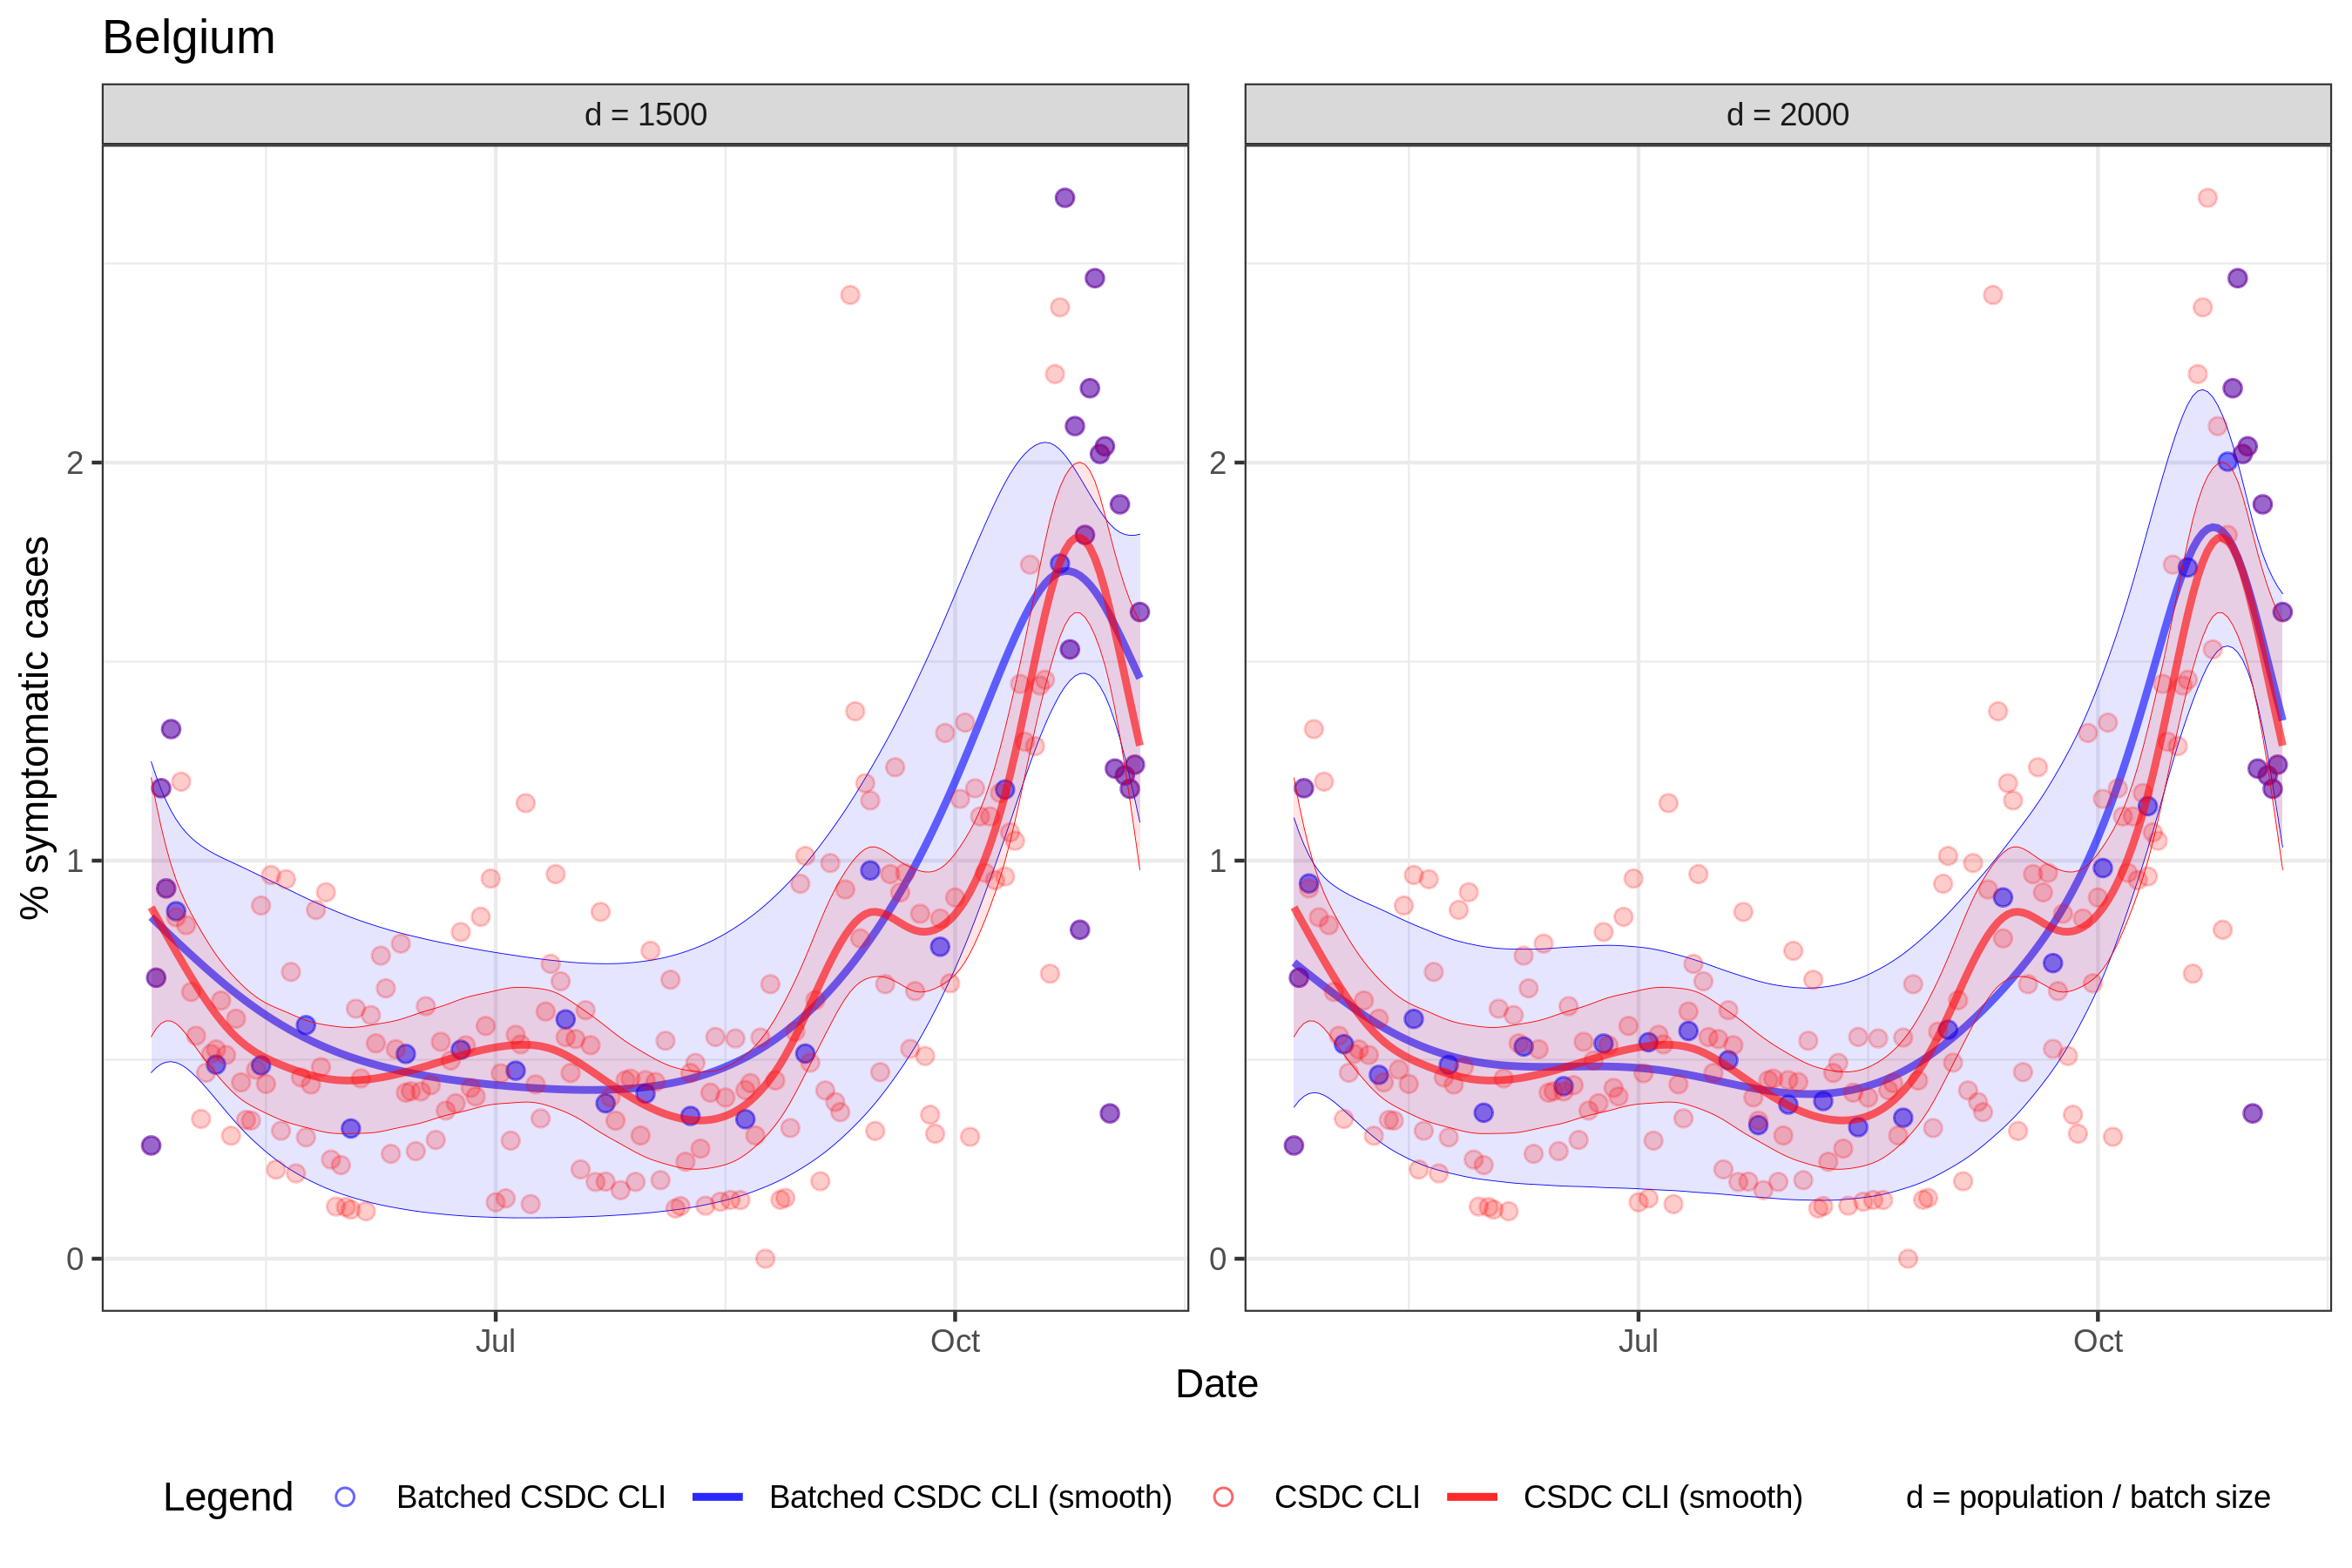 Belgium
d = 1500
d = 2000
% symptomatic cases
2
1
0
2
1
0
Jul
Oct
Jul
Oct
Date
Legend Batched CSDC CLI Batched CSDC CLI (smooth) CSDC CLI CSDC CLI (smooth) d = population / batch size